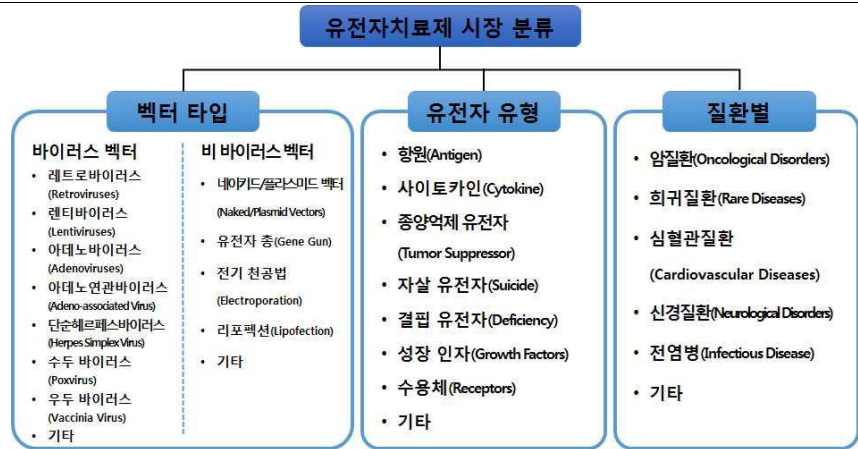 유전자치료제 시장 분류
벡터 타입
바이러스 벡터
• 레트로바이러스
(Retroviruses)
• 렌티바이러스
(Lentiviruses)
• 아데노바이러스
(Adenoviruses)
• 아데노연관바이러스
(Adeno-associated Virus)
• 단순헤르페스바이러스
(Herpes Simplex Virus)
• 수두 바이러스
(Poxvirus)
• 우두 바이러스
(Vaccinia Virus)
• 기타
비 바이러스 벡터
• 네이키드/플라스미드 벡터
(Naked/Plasmid Vectors)
• 유전자 총(Gene Gun)
• 전기 천공법
(Electroporation)
• 리포펙션(Lipofection)
• 기타
유전자 유형
• 항원(Antigen)
• 사이토카인(Cytokine)
• 종양억제 유전자
(Tumor Suppressor)
• 자살 유전자(Suicide)
• 결핍 유전자(Deficiency)
• 성장 인자(Growth Factors)
• 수용체(Receptors)
• 기타
질환별
• 암질환(Oncological Disorders)
• 희귀질환(Rare Diseases)
• 심혈관질환
(Cardiovascular Diseases)
• 신경질환(Neurological Disorders)
• 전염병(Infectious Disease)
• 기타